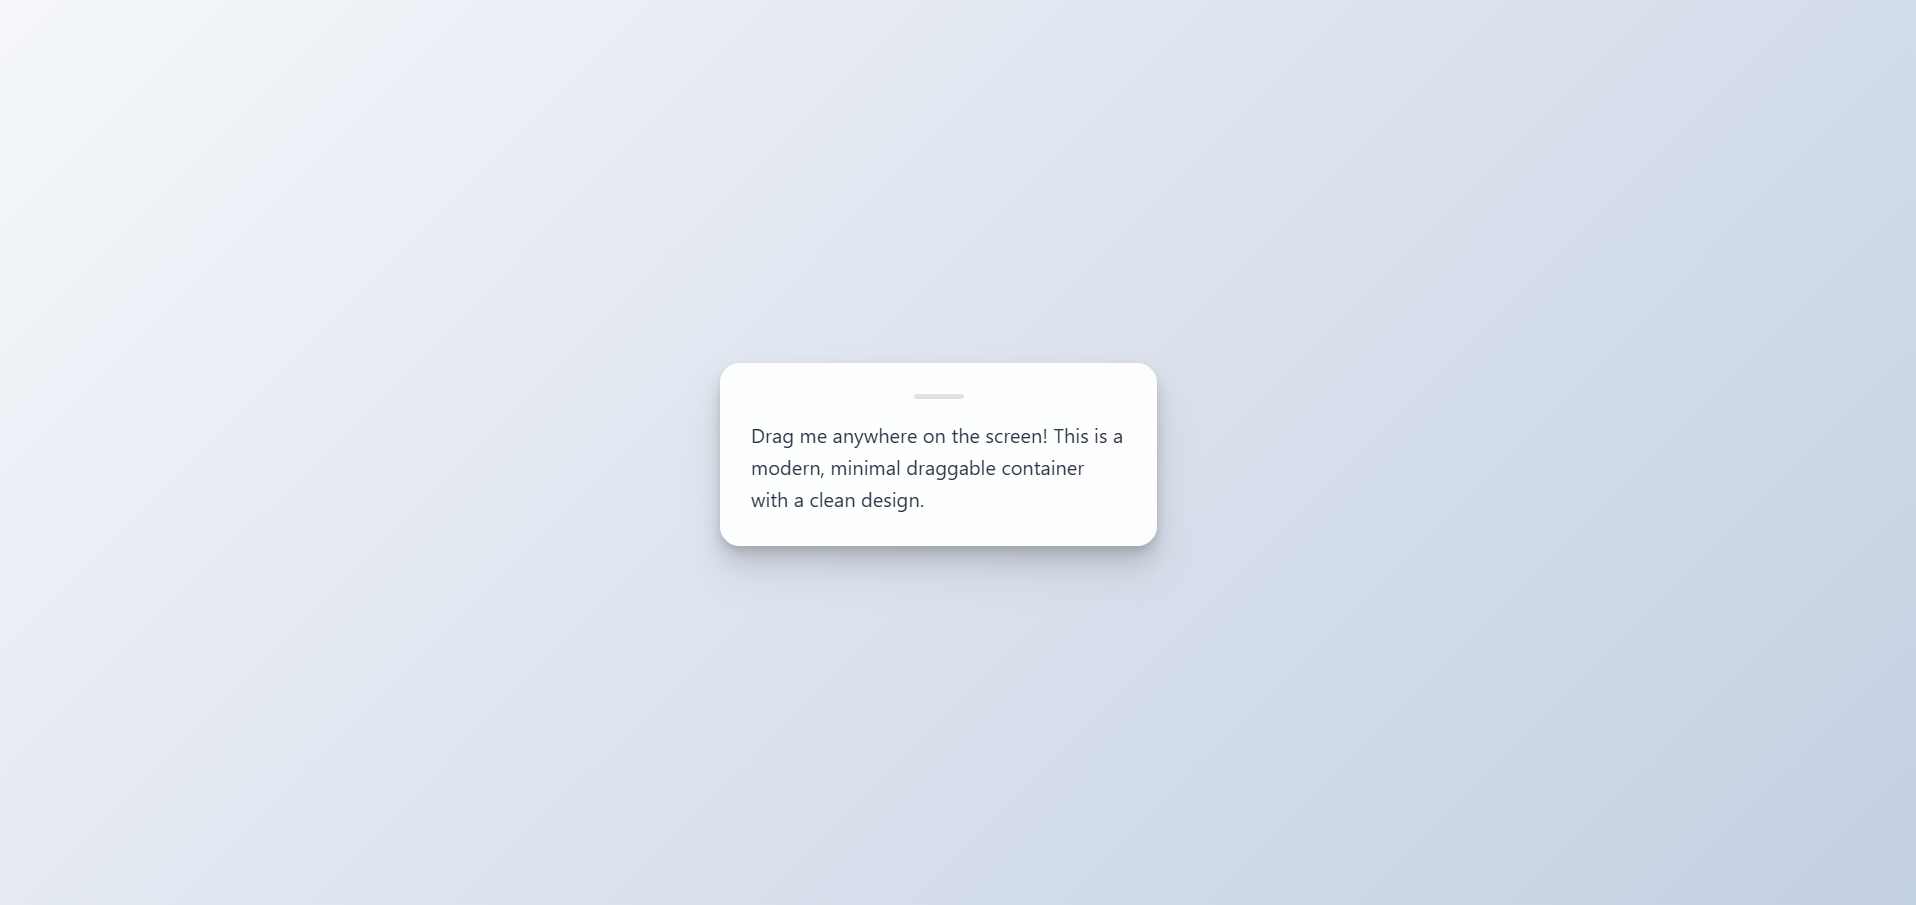 Drag me anywhere on the screen! This is a
modern, minimal draggable container
with a clean design.